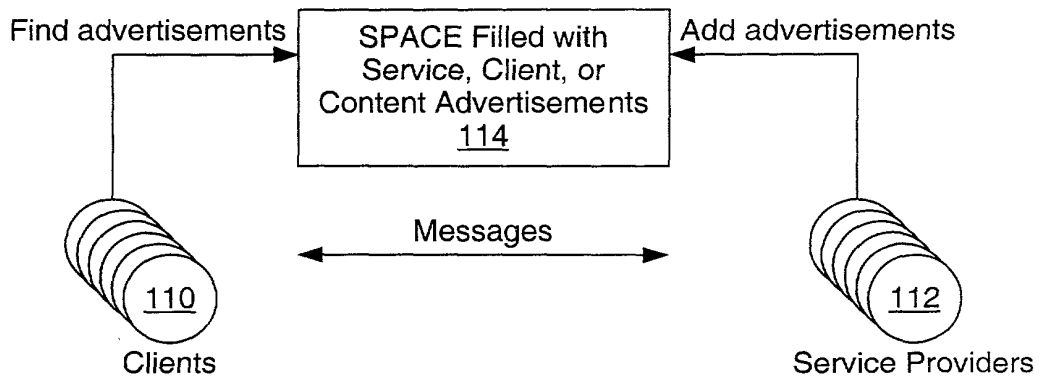 Find advertisements
SPACE Filled with
Service, Client, or
Content Advertisements
114
Add advertisements
Messages
110
112
Clients
Service Providers